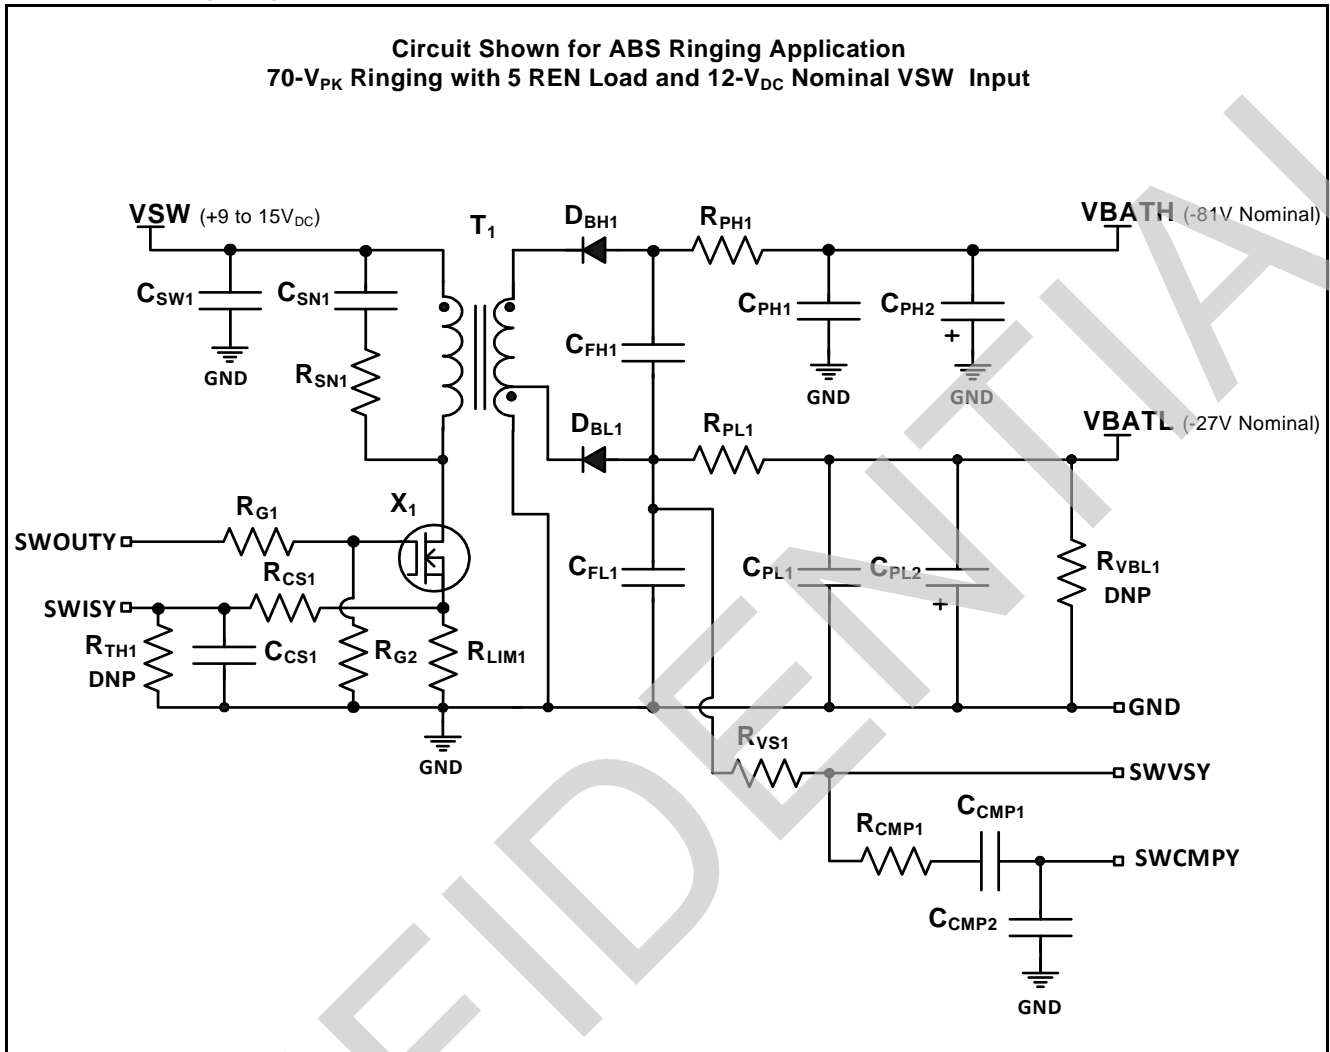 Circuit Shown for ABS Ringing Application
70-VPK Ringing with 5 REN Load and 12-VDC Nominal VSW Input
VSW (+9 to 15VDC)
T1
DBH1
RPH1
VBATH (-81V Nominal)
CSW1
CSN1
CPH1
CPH2
+
CFH1
GND
RSN1
GND
GND
DBL1
RPL1
VBATL (-27V Nominal)
RG1
X1
SWOUTY
RCS1
CFL1
CPL1
CPL2
+
RVBL1
DNP
SWISY
RTH1
DNP
CCS1
RG2
RLIM1
GND
GND
RVS1
SWVSY
RCMP1
CCMP1
SWCMPY
CCMP2
GND
FIDENTIAL